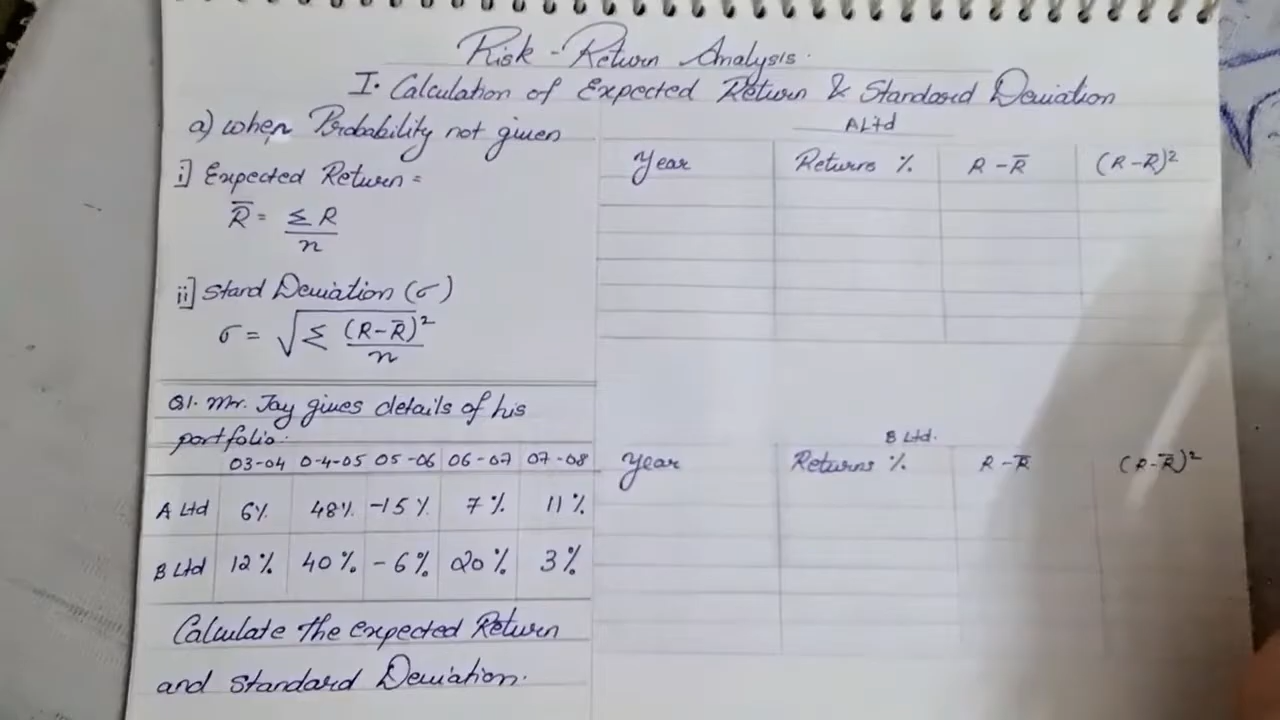 Risk - Return Analysis.
I. Calculation of Expected Return & Standard Deviation
a) When Probability not given
i] Expected Return =
R̅ = Σ R
n
ii] Stand Deviation (σ)
σ = √Σ (R-R̅)²
n
Q1. Mr. Jay gives details of his
portfolio.
03-04 0-4-05 05-06 06-07 07-08
A Ltd 6% 48% -15% 7% 11%
B Ltd 12% 40% -6% 20% 3%
Calculate the expected Return
and Standard Deviation.
A Ltd
Year Returns % R - R̅ (R-R̅)²
B Ltd.
Year Returns % R - R̅ (R-R̅)²